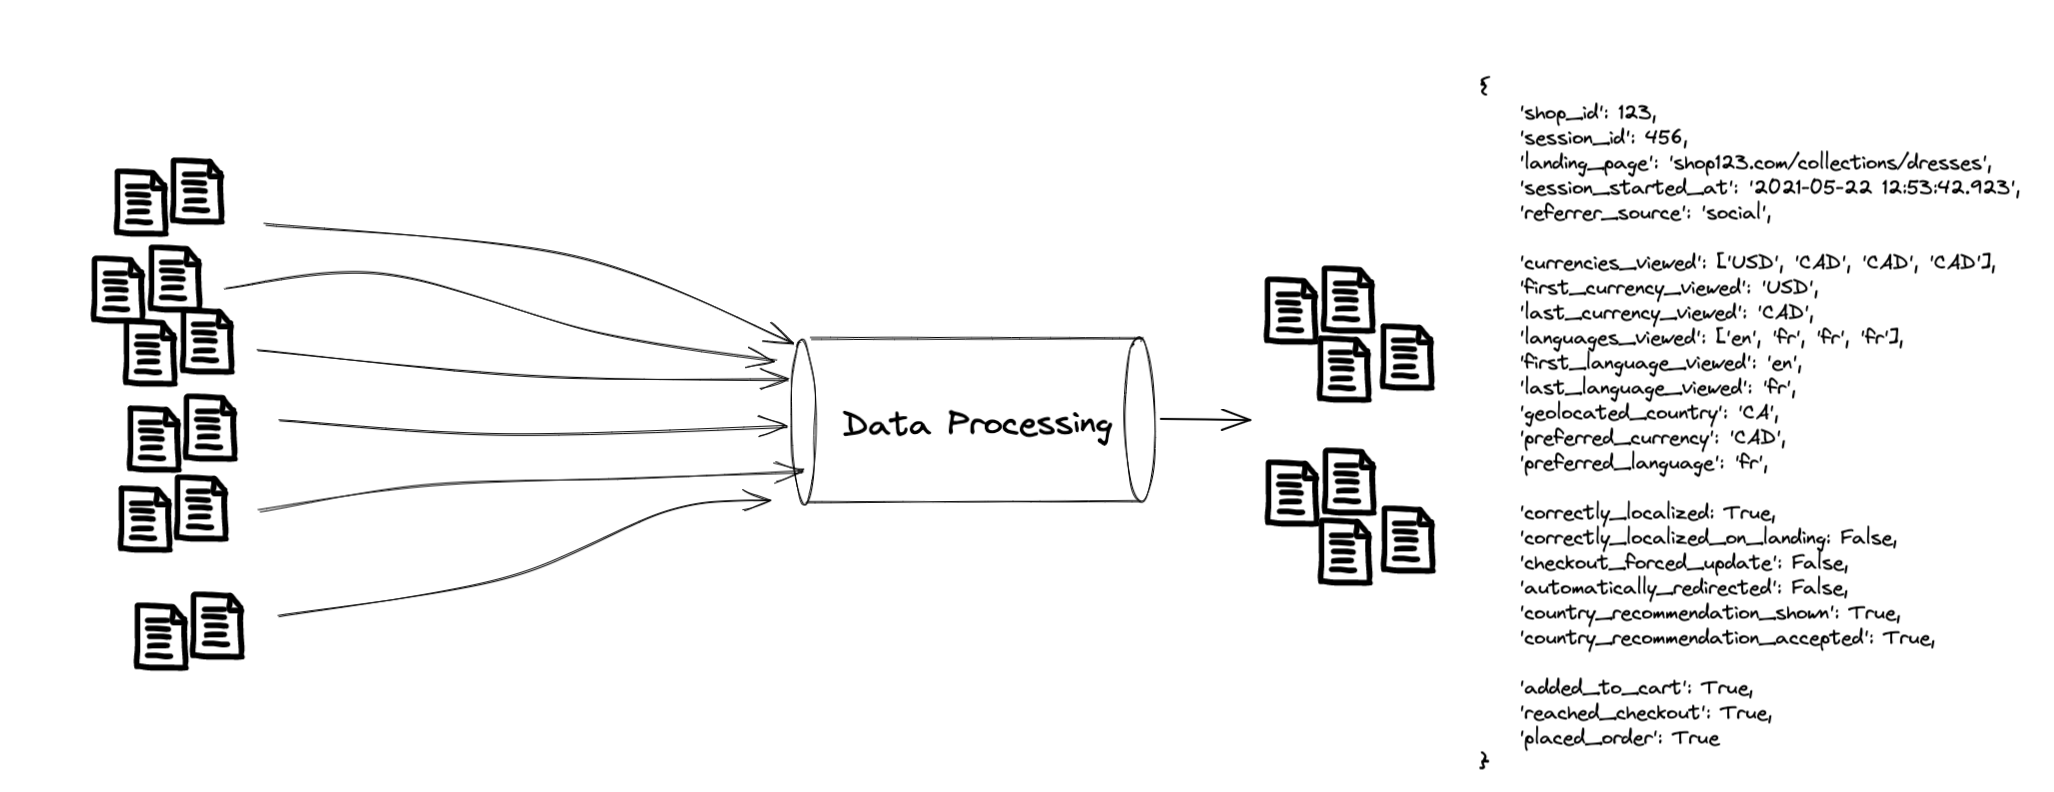 Data Processing
{
'shop_id': 123,
'session_id': 456,
'landing_page': 'shop123.com/collections/dresses',
'session_started_at': '2021-05-22 12:53:42.923',
'referrer_source': 'social',
'currencies_viewed': ['USD', 'CAD', 'CAD', 'CAD'],
'first_currency_viewed': 'USD',
'last_currency_viewed': 'CAD',
'languages_viewed': ['en', 'fr', 'fr', 'fr'],
'first_language_viewed': 'en',
'last_language_viewed': 'fr',
'geolocated_country': 'CA',
'preferred_currency': 'CAD',
'preferred_language': 'fr',
'correctly_localized: True,
'correctly_localized_on_landing: False,
'checkout_forced_update': False,
'automatically_redirected': False,
'country_recommendation_shown': True,
'country_recommendation_accepted': True,
'added_to_cart': True,
'reached_checkout': True,
'placed_order': True
}